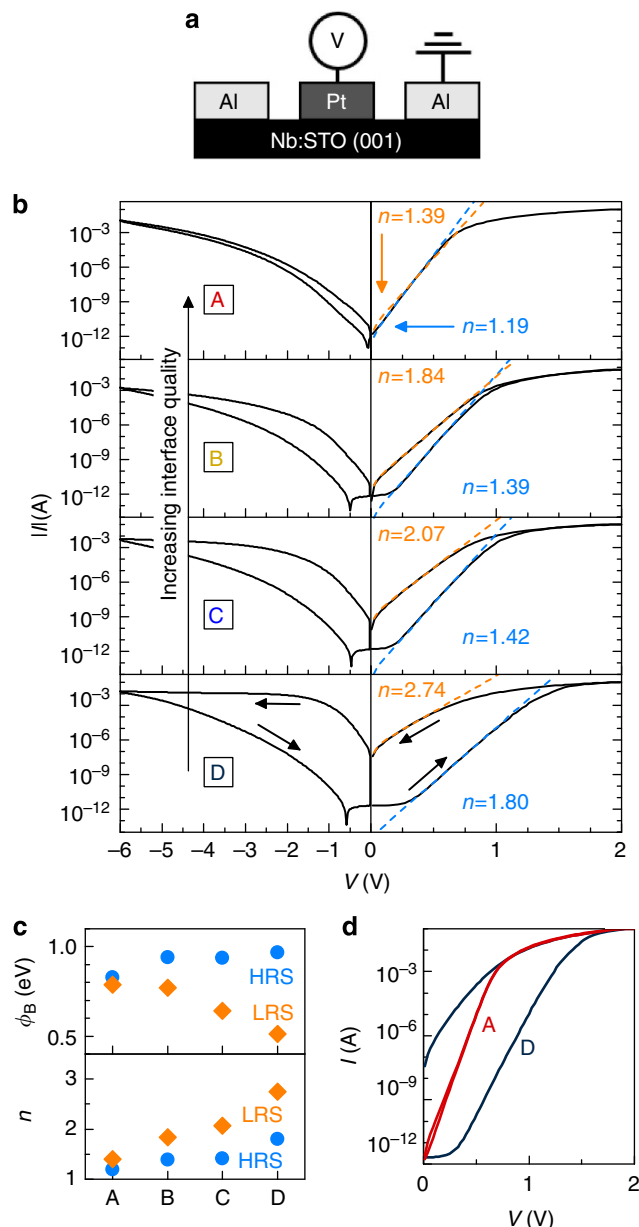 a
V
Al
Pt
Al
Nb:STO (001)
b
n=1.39
10⁻³
10⁻⁶
10⁻⁹
10⁻¹²
A
n=1.19
n=1.84
10⁻³
10⁻⁶
10⁻⁹
10⁻¹²
B
n=1.39
|I|(A)
Increasing interface quality
n=2.07
10⁻³
10⁻⁶
10⁻⁹
10⁻¹²
C
n=1.42
n=2.74
10⁻³
10⁻⁶
10⁻⁹
10⁻¹²
D
n=1.80
−6 −5 −4 −3 −2 −1 0 1 2
V (V)
c
ϕB (eV)
1.0
0.5
HRS
LRS
n
3
2
1
LRS
HRS
A B C D
d
I (A)
10⁻³
10⁻⁶
10⁻⁹
10⁻¹²
A
D
0 1 2
V (V)